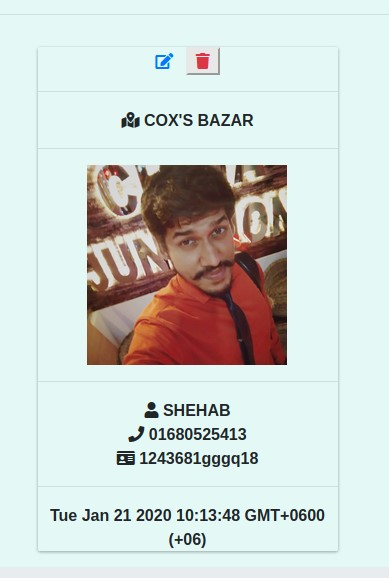 COX'S BAZAR
SHEHAB
01680525413
1243681gggq18
Tue Jan 21 2020 10:13:48 GMT+0600
(+06)